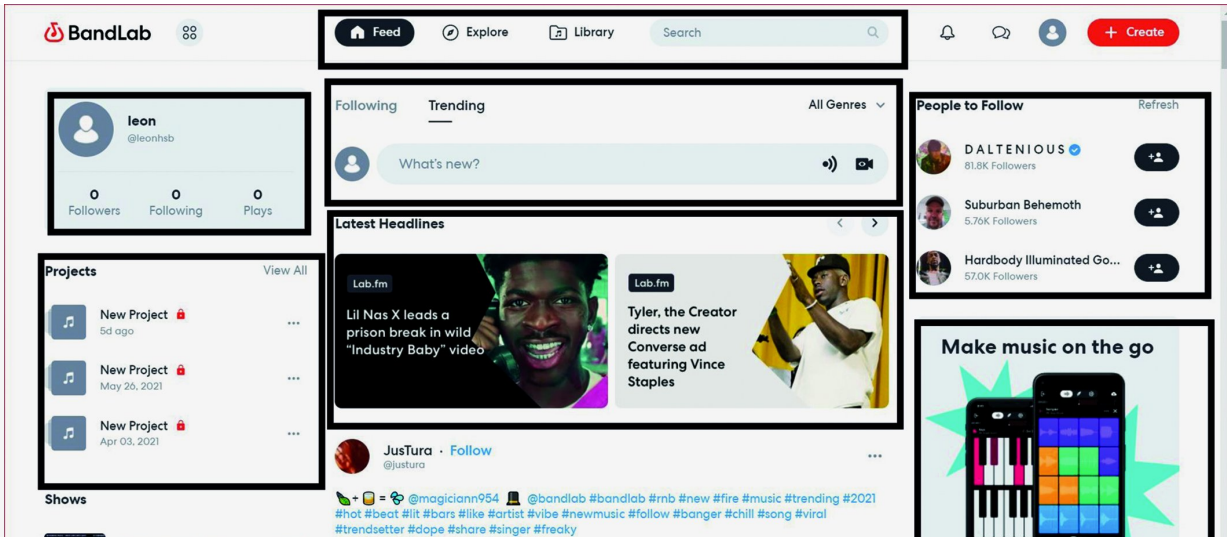 BandLab
Feed
Explore
Library
Search
Create
leon
@leonhsb
0 0 0
Followers Following Plays
Projects View All
New Project
5d ago
New Project
May 26, 2021
New Project
Apr 03, 2021
Shows
Following Trending All Genres
What's new?
Latest Headlines
Lab.fm
Lil Nas X leads a
prison break in wild
“Industry Baby” video
Lab.fm
Tyler, the Creator
directs new
Converse ad
featuring Vince
Staples
JusTura · Follow
@justura
+ = @magiciann954 @bandlab #bandlab #rnb #new #fire #music #trending #2021
#hot #beat #lit #bars #like #artist #vibe #newmusic #follow #banger #chill #song #viral
#trendsetter #dope #share #singer #freaky
People to Follow Refresh
DALTENIOUS
81.8K Followers
Suburban Behemoth
5.76K Followers
Hardbody Illuminated Go...
57.0K Followers
Make music on the go